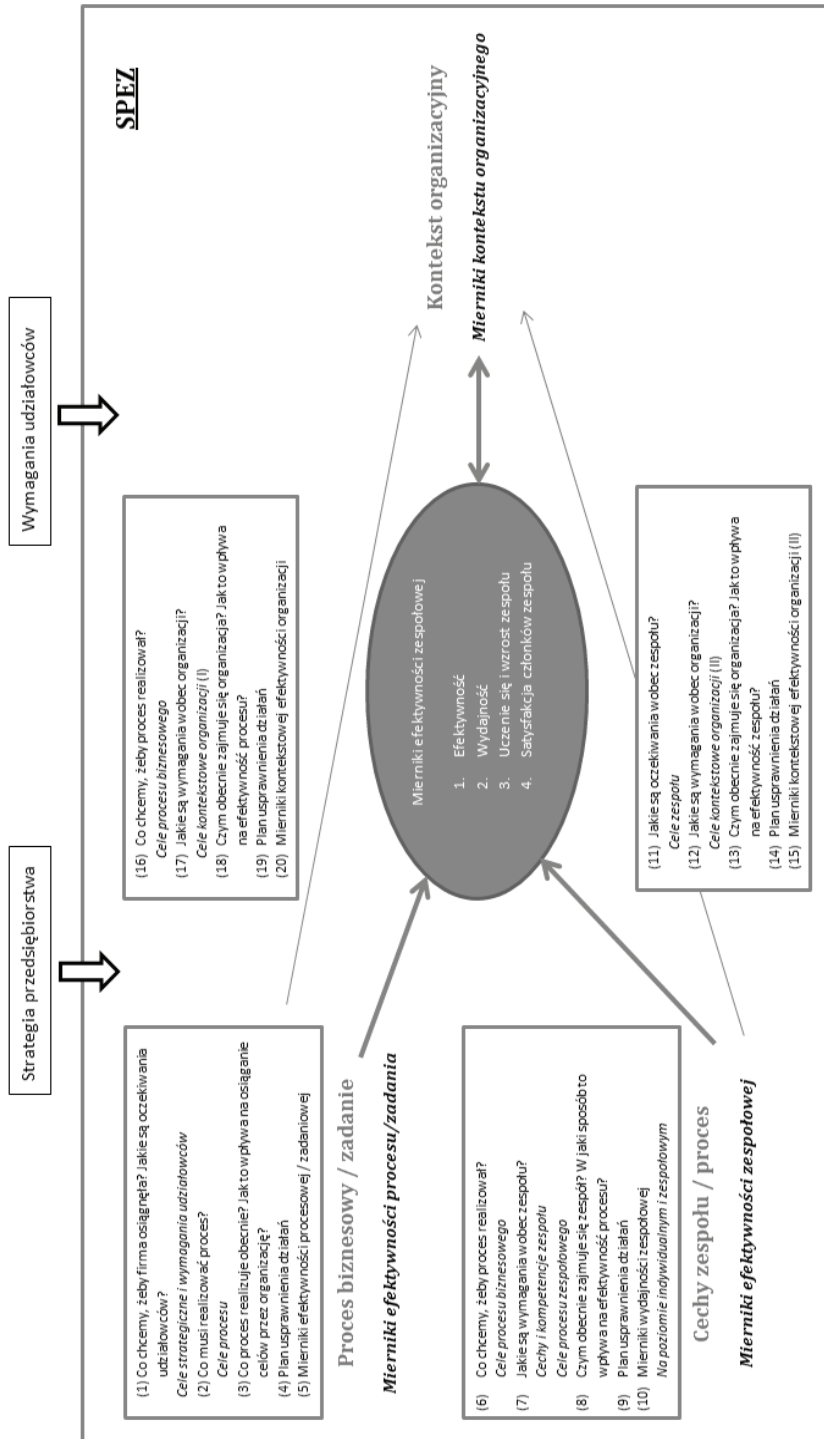 Strategia przedsiębiorstwa
Wymagania udziałowców
SPEZ
(1) Co chcemy, żeby firma osiągnęła? Jakie są oczekiwania
udziałowców?
Cele strategiczne i wymagania udziałowców
(2) Co musi realizować proces?
Cele procesu
(3) Co proces realizuje obecnie? Jak to wpływa na osiąganie
celów przez organizację?
(4) Plan usprawnienia działań
(5) Mierniki efektywności procesowej / zadaniowej
Proces biznesowy / zadanie
Mierniki efektywności procesu/zadania
(16) Co chcemy, żeby proces realizował?
Cele procesu biznesowego
(17) Jakie są wymagania wobec organizacji?
Cele kontekstowe organizacji (I)
(18) Czym obecnie zajmuje się organizacja? Jak to wpływa
na efektywność procesu?
(19) Plan usprawnienia działań
(20) Mierniki kontekstowej efektywności organizacji
Mierniki efektywności zespołowej
1. Efektywność
2. Wydajność
3. Uczenie się i wzrost zespołu
4. Satysfakcja członków zespołu
Kontekst organizacyjny
Mierniki kontekstu organizacyjnego
(6) Co chcemy, żeby proces realizował?
Cele procesu biznesowego
(7) Jakie są wymagania wobec zespołu?
Cechy i kompetencje zespołu
Cele procesu zespołowego
(8) Czym obecnie zajmuje się zespół? W jaki sposób to
wpływa na efektywność procesu?
(9) Plan usprawnienia działań
(10) Mierniki wydajności zespołowej
Na poziomie indywidualnym i zespołowym
Cechy zespołu / proces
Mierniki efektywności zespołowej
(11) Jakie są oczekiwania wobec zespołu?
Cele zespołu
(12) Jakie są wymagania wobec organizacji?
Cele kontekstowe organizacji (II)
(13) Czym obecnie zajmuje się organizacja? Jak to wpływa
na efektywność zespołu?
(14) Plan usprawnienia działań
(15) Mierniki kontekstowej efektywności organizacji (II)